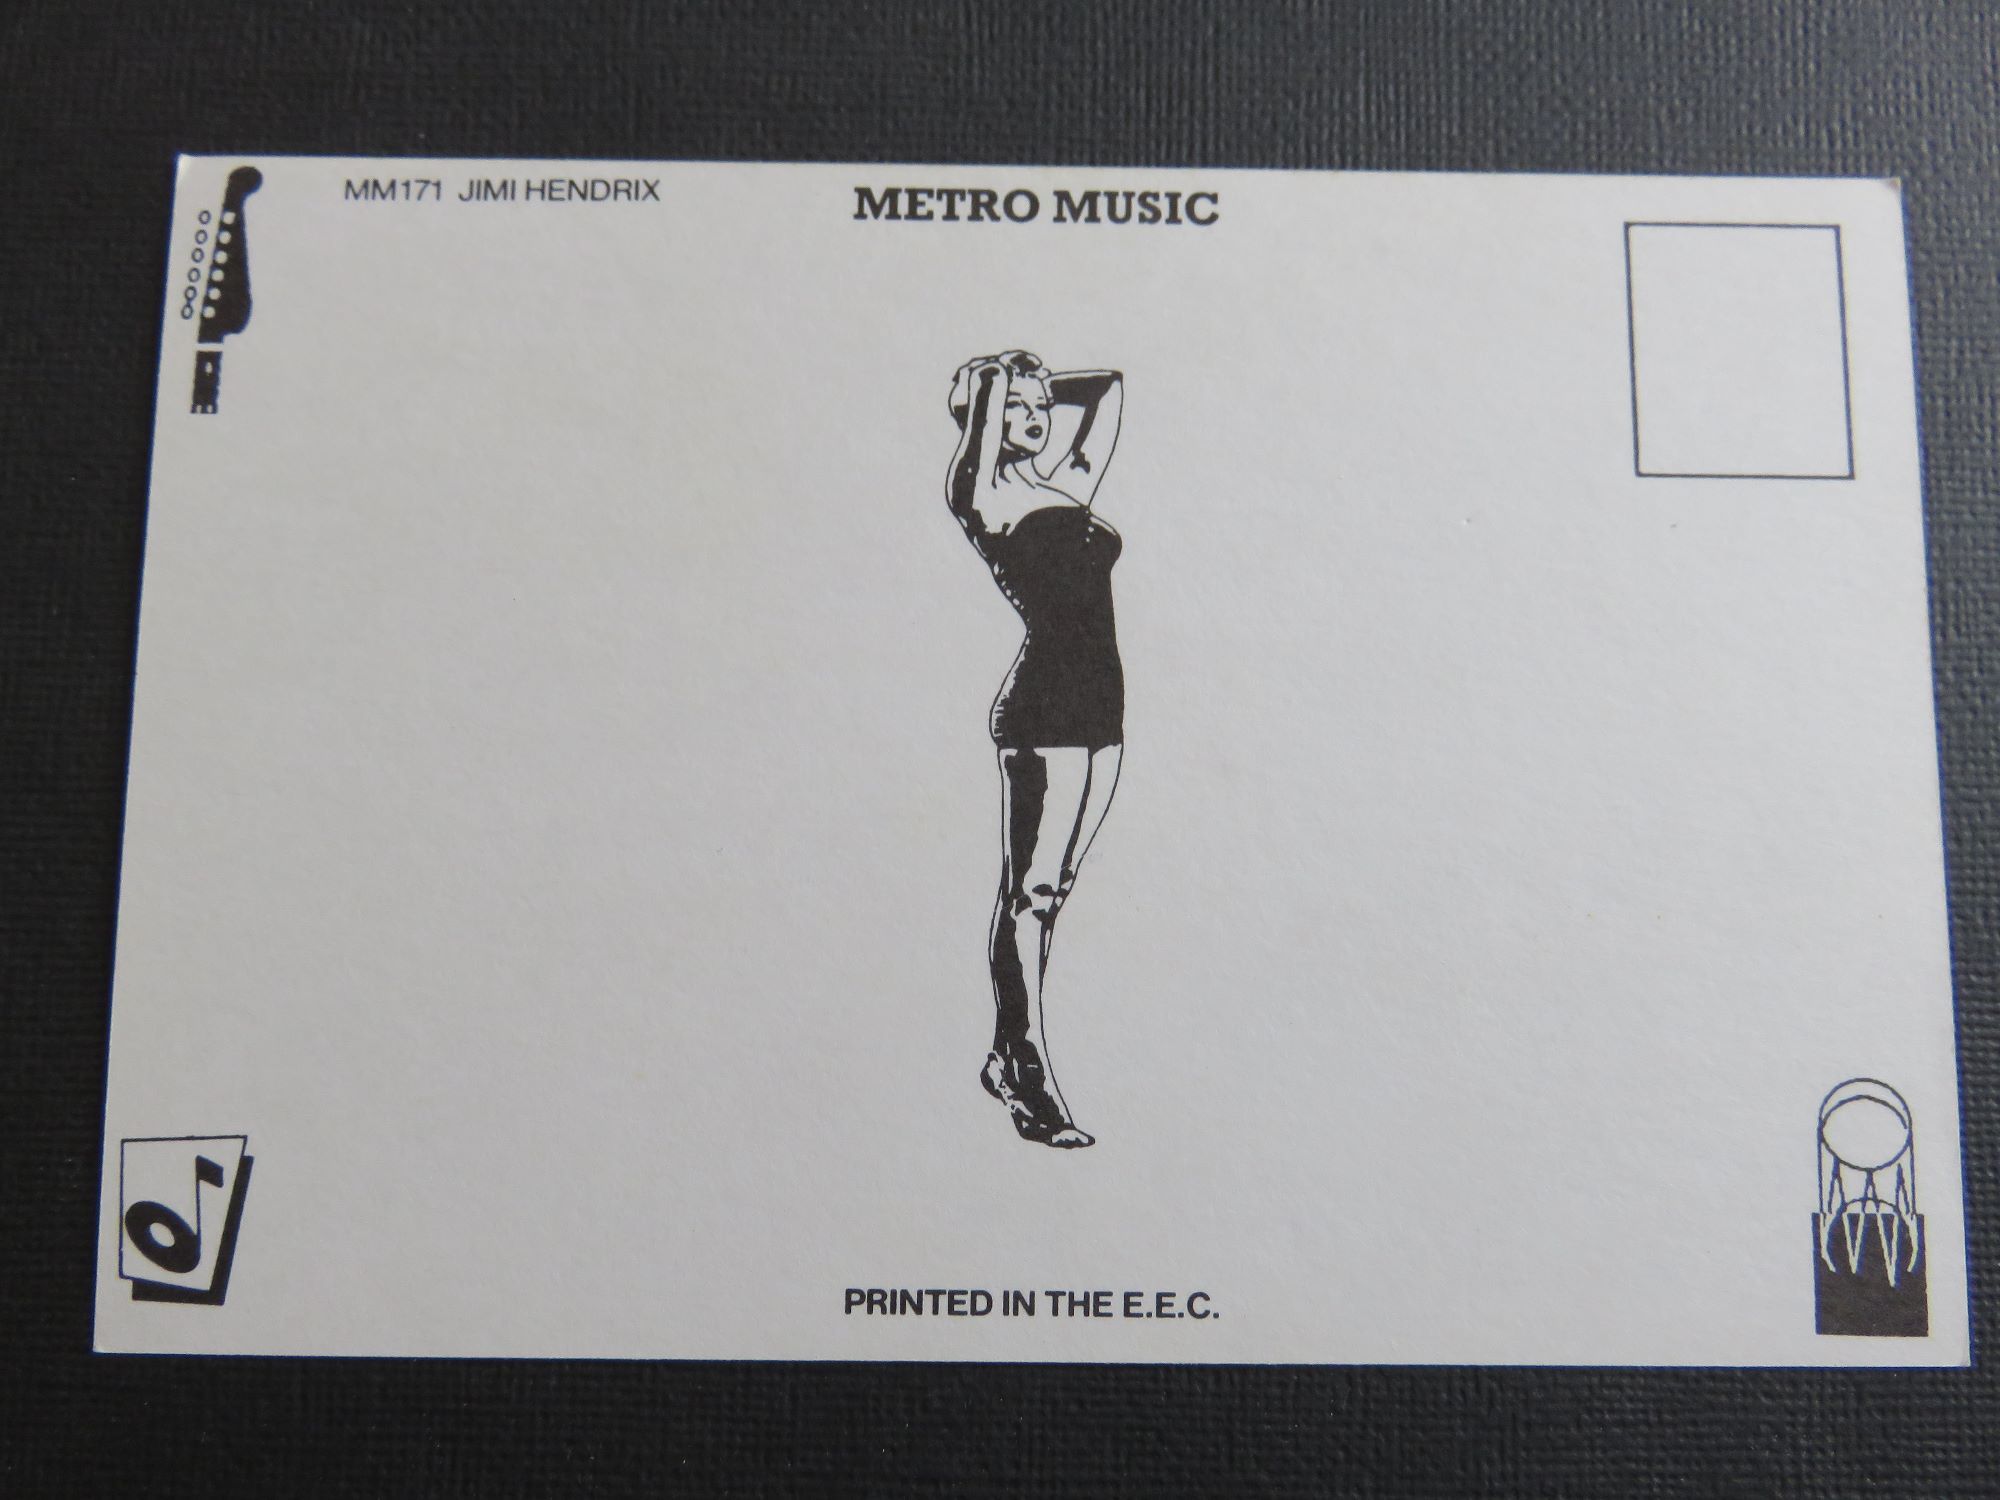 MM171 JIMI HENDRIX
METRO MUSIC
PRINTED IN THE E.E.C.